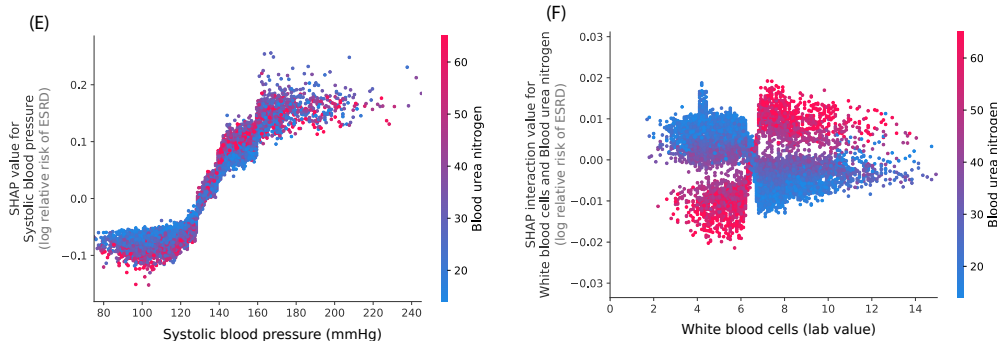 (E)
SHAP value for
Systolic blood pressure
(log relative risk of ESRD)
0.2
0.1
0.0
−0.1
80 100 120 140 160 180 200 220 240
Systolic blood pressure (mmHg)
60
50
40
30
20
Blood urea nitrogen
(F)
SHAP interaction value for
White blood cells and Blood urea nitrogen
(log relative risk of ESRD)
0.03
0.02
0.01
0.00
−0.01
−0.02
−0.03
0 2 4 6 8 10 12 14
White blood cells (lab value)
60
50
40
30
20
Blood urea nitrogen